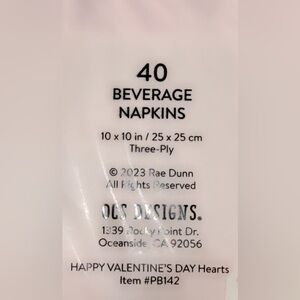 40
BEVERAGE
NAPKINS
10 x 10 in / 25 x 25 cm
Three-Ply
© 2023 Rae Dunn
All Rights Reserved
OCS DESIGNS®
1339 Rocky Point Dr.
Oceanside, CA 92056
HAPPY VALENTINE'S DAY Hearts
Item #PB142